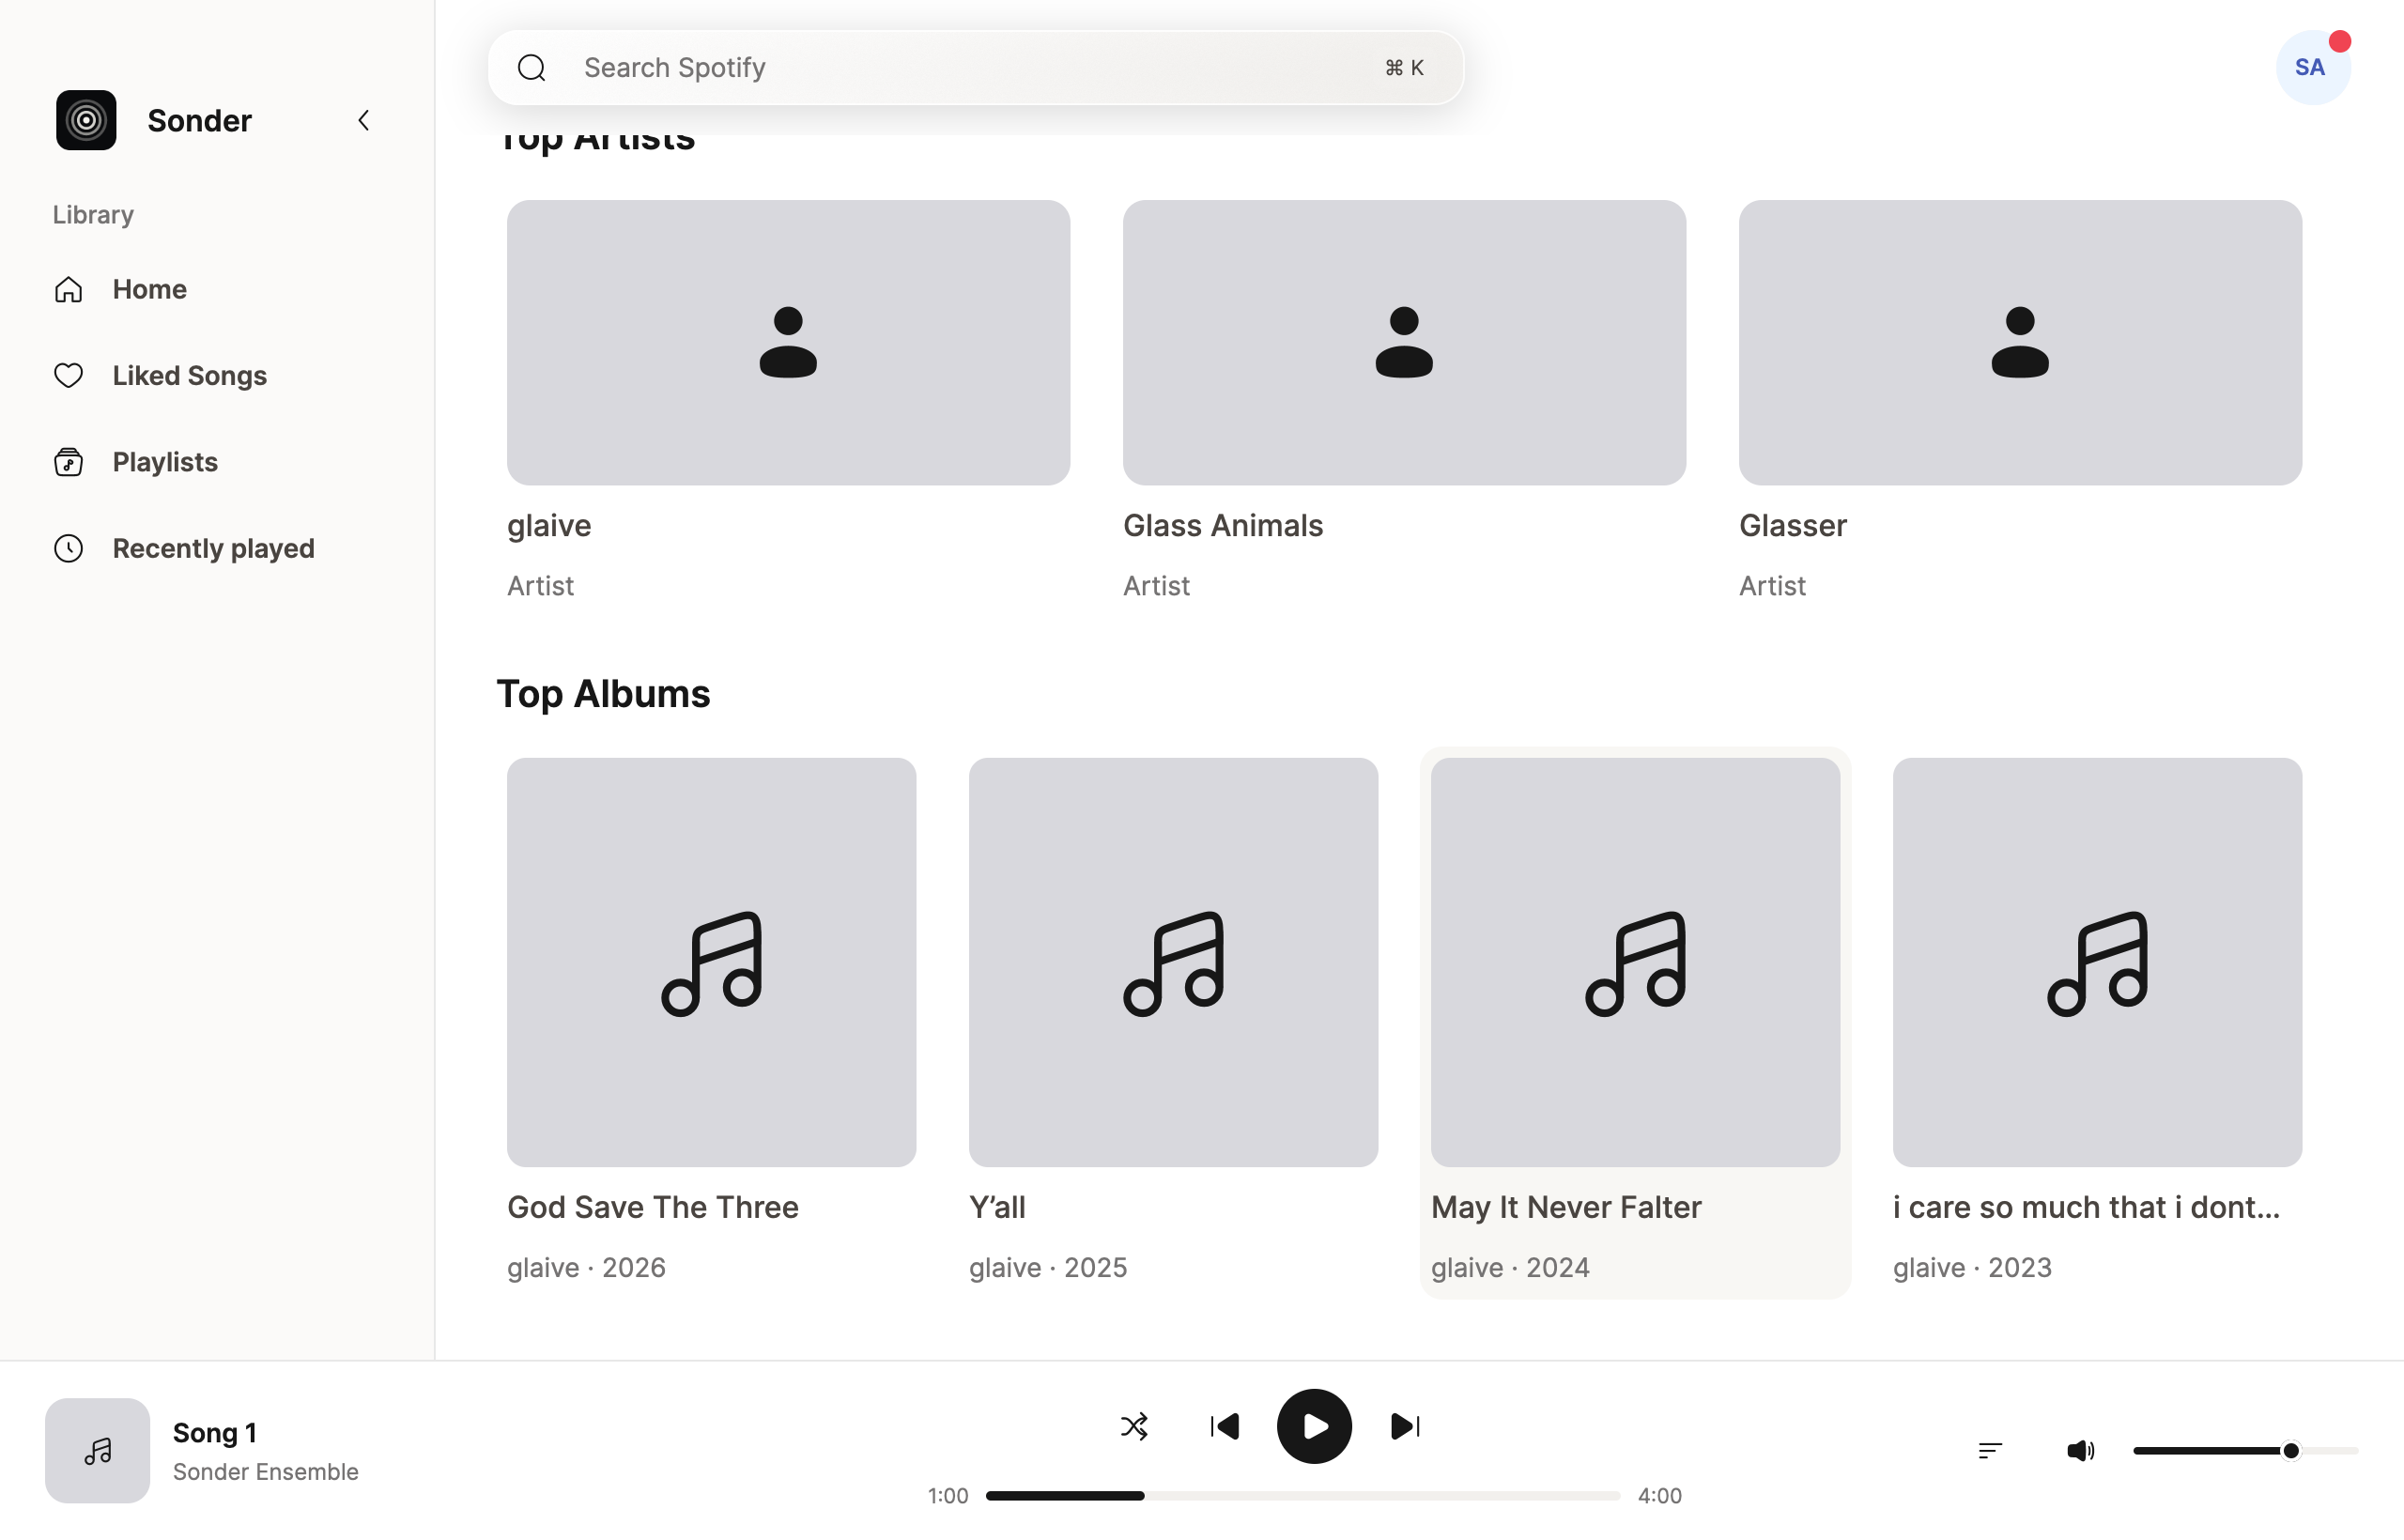 Sonder
Library
Home
Liked Songs
Playlists
Recently played
Search Spotify
⌘ K
SA
Top Artists
glaive
Artist
Glass Animals
Artist
Glasser
Artist
Top Albums
God Save The Three
glaive · 2026
Y’all
glaive · 2025
May It Never Falter
glaive · 2024
i care so much that i dont...
glaive · 2023
Song 1
Sonder Ensemble
1:00
4:00